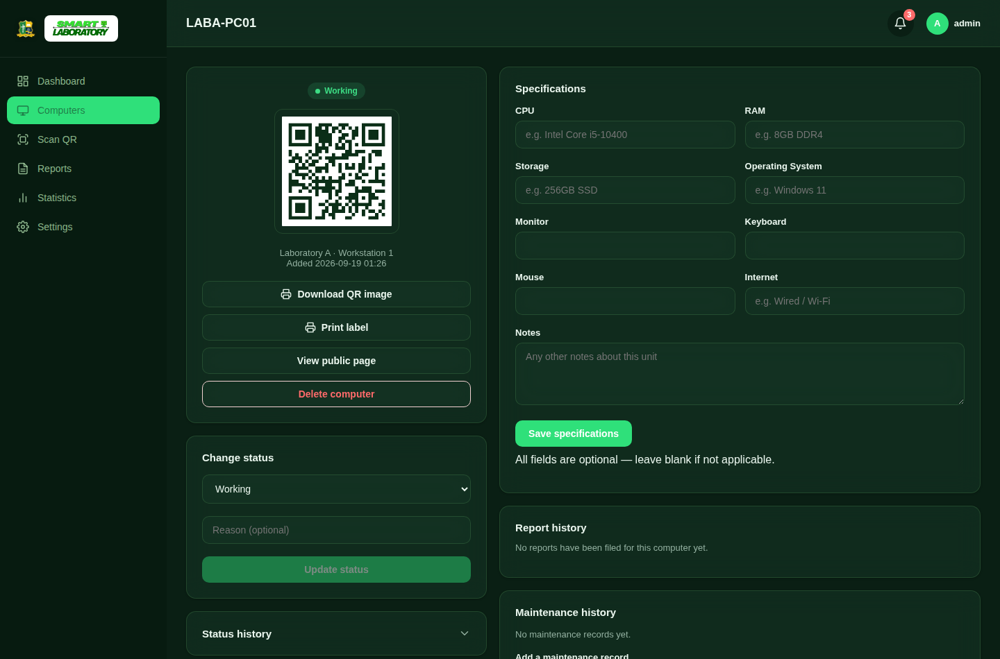 SMART
LABORATORY
Dashboard
Computers
Scan QR
Reports
Statistics
Settings
LABA-PC01
3
A
admin
Working
Laboratory A · Workstation 1
Added 2026-09-19 01:26
Download QR image
Print label
View public page
Delete computer
Change status
Working
Reason (optional)
Update status
Status history
Specifications
CPU
RAM
e.g. Intel Core i5-10400
e.g. 8GB DDR4
Storage
Operating System
e.g. 256GB SSD
e.g. Windows 11
Monitor
Keyboard
Mouse
Internet
e.g. Wired / Wi-Fi
Notes
Any other notes about this unit
Save specifications
All fields are optional — leave blank if not applicable.
Report history
No reports have been filed for this computer yet.
Maintenance history
No maintenance records yet.
Add a maintenance record